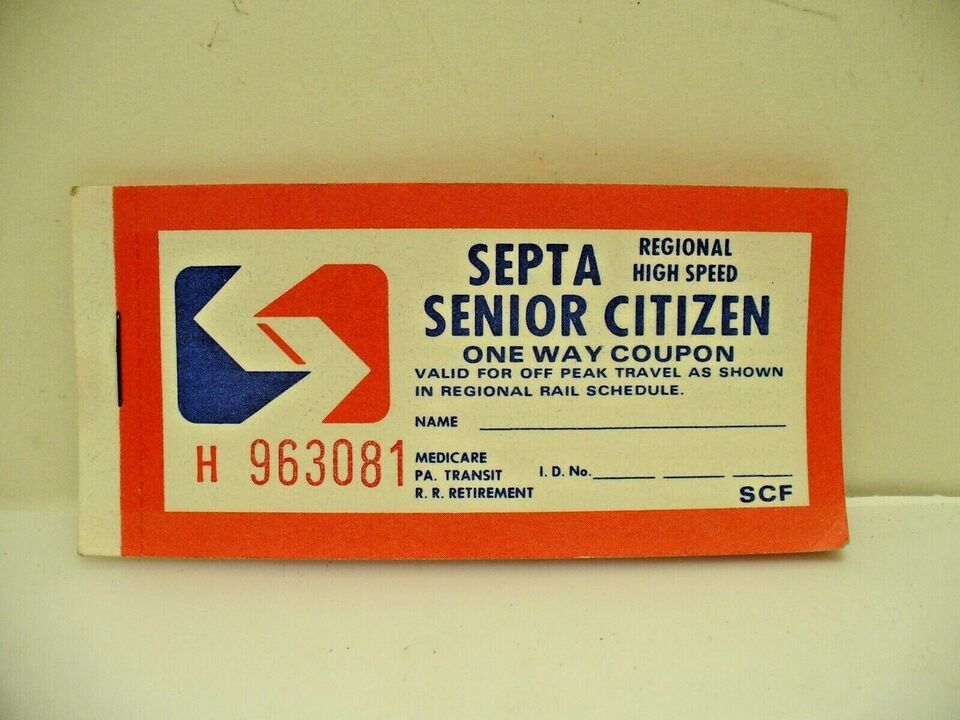 SEPTA REGIONAL HIGH SPEED
SENIOR CITIZEN
ONE WAY COUPON
VALID FOR OFF PEAK TRAVEL AS SHOWN
IN REGIONAL RAIL SCHEDULE.
NAME
H 963081
MEDICARE
PA. TRANSIT I. D. No.
R. R. RETIREMENT
SCF